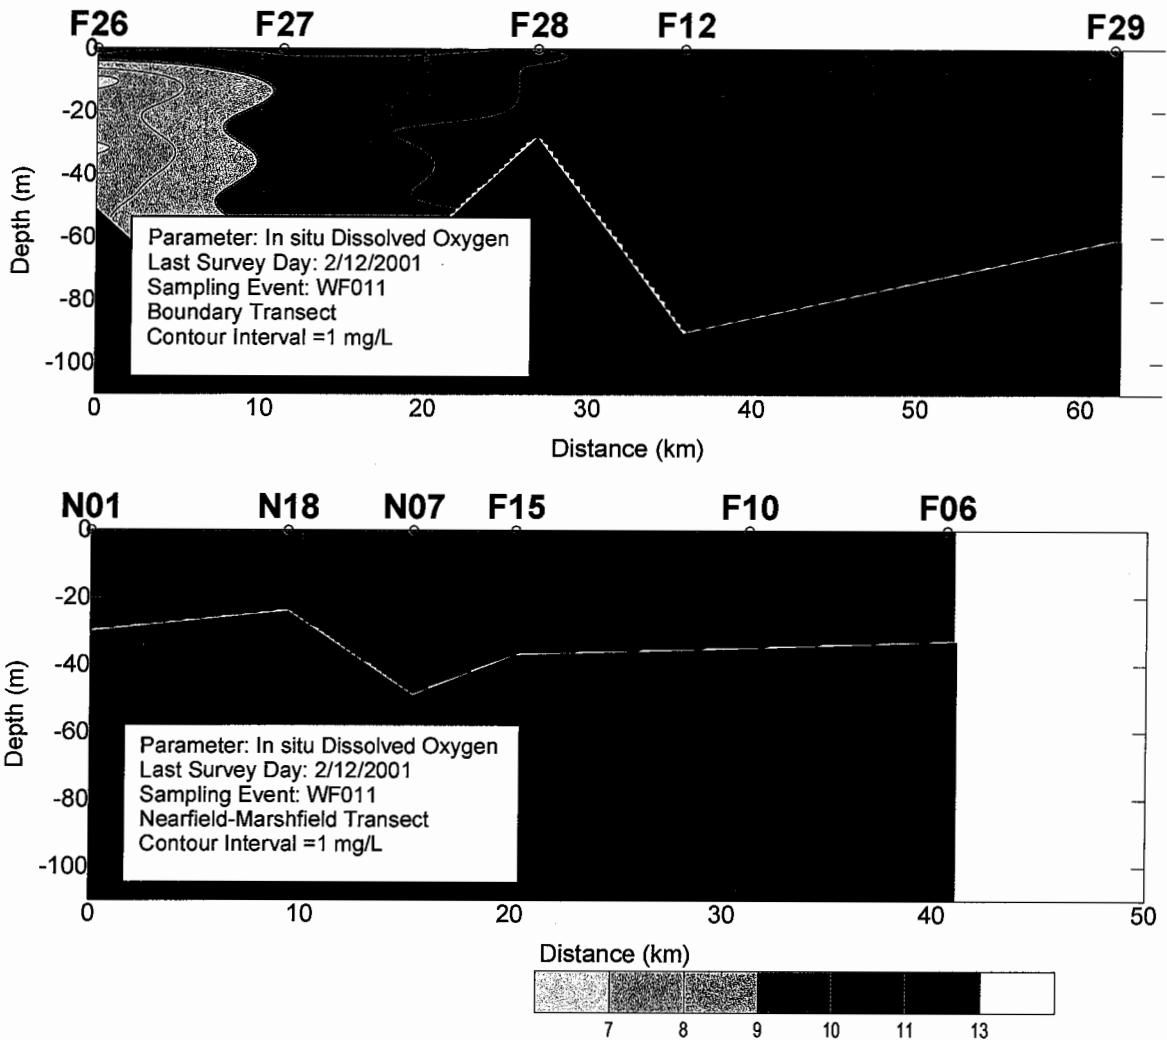 F26 F27 F28 F12 F29
0
-20
-40
-60
-80
-100
Depth (m)
Parameter: In situ Dissolved Oxygen
Last Survey Day: 2/12/2001
Sampling Event: WF011
Boundary Transect
Contour Interval =1 mg/L
0 10 20 30 40 50 60
Distance (km)
N01 N18 N07 F15 F10 F06
0
-20
-40
-60
-80
-100
Depth (m)
Parameter: In situ Dissolved Oxygen
Last Survey Day: 2/12/2001
Sampling Event: WF011
Nearfield-Marshfield Transect
Contour Interval =1 mg/L
0 10 20 30 40 50
Distance (km)
7 8 9 10 11 13